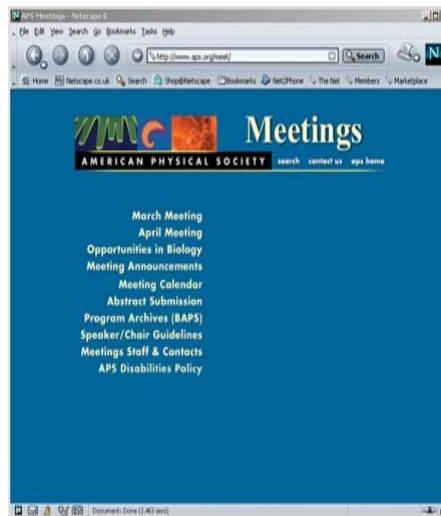 APS Meetings - Netscape 6
File Edit View Search Go Bookmarks Tasks Help
http://www.aps.org/meet/
Search
N
Home My Netscape.co.uk Search Shop@Netscape Bookmarks Net2Phone The Net Members Marketplace
Meetings
AMERICAN PHYSICAL SOCIETY search contact us aps home
March Meeting
April Meeting
Opportunities in Biology
Meeting Announcements
Meeting Calendar
Abstract Submission
Program Archives (BAPS)
Speaker/Chair Guidelines
Meetings Staff & Contacts
APS Disabilities Policy
Document: Done (2.463 secs)